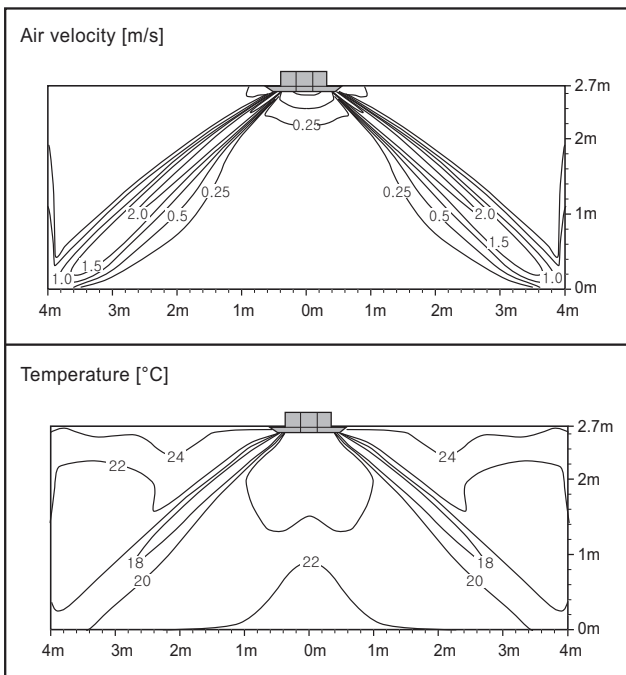 Air velocity [m/s]
2.7m
0.25
2m
0.25 0.25
2.0 0.5 0.5 2.0 1m
1.5 1.5
1.0 1.0 0m
4m 3m 2m 1m 0m 1m 2m 3m 4m
Temperature [°C]
2.7m
22 24 24
2m
18 18 1m
20 22 20
0m
4m 3m 2m 1m 0m 1m 2m 3m 4m